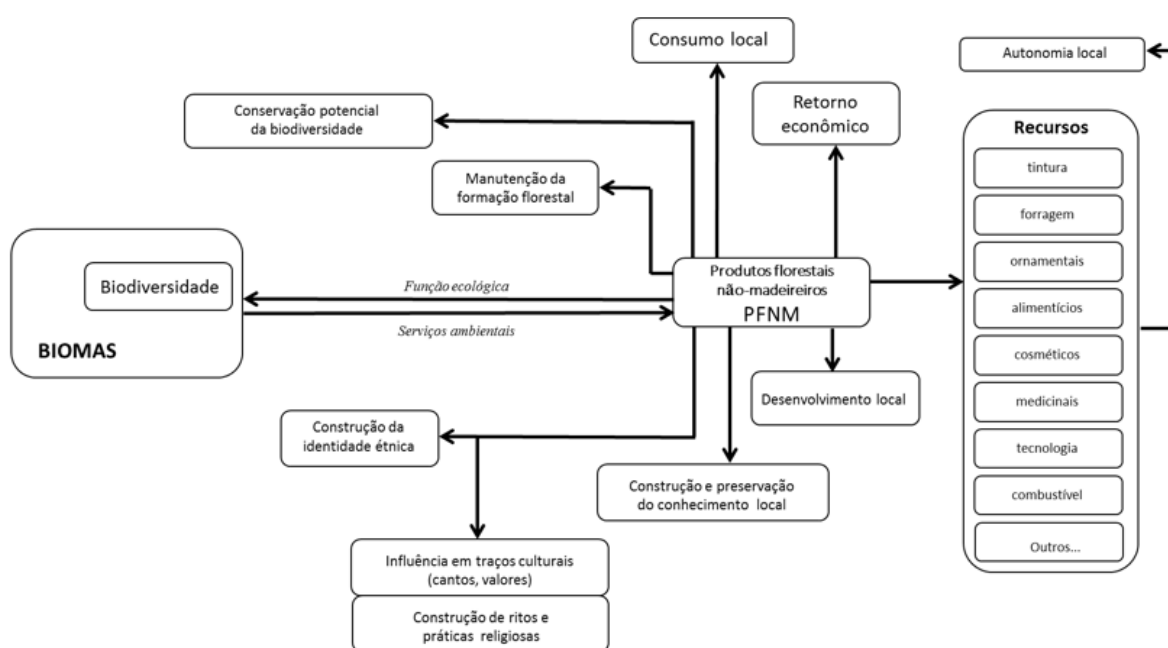 Consumo local
Autonomia local
Conservação potencial
da biodiversidade
Retorno
econômico
Recursos
tintura
forragem
ornamentais
alimentícios
cosméticos
medicinais
tecnologia
combustível
Outros...
Manutenção da
formação florestal
Biodiversidade
BIOMAS
Função ecológica
Serviços ambientais
Produtos florestais
não-madeireiros
PFNM
Desenvolvimento local
Construção da
identidade étnica
Construção e preservação
do conhecimento local
Influência em traços culturais
(cantos, valores)
Construção de ritos e
práticas religiosas